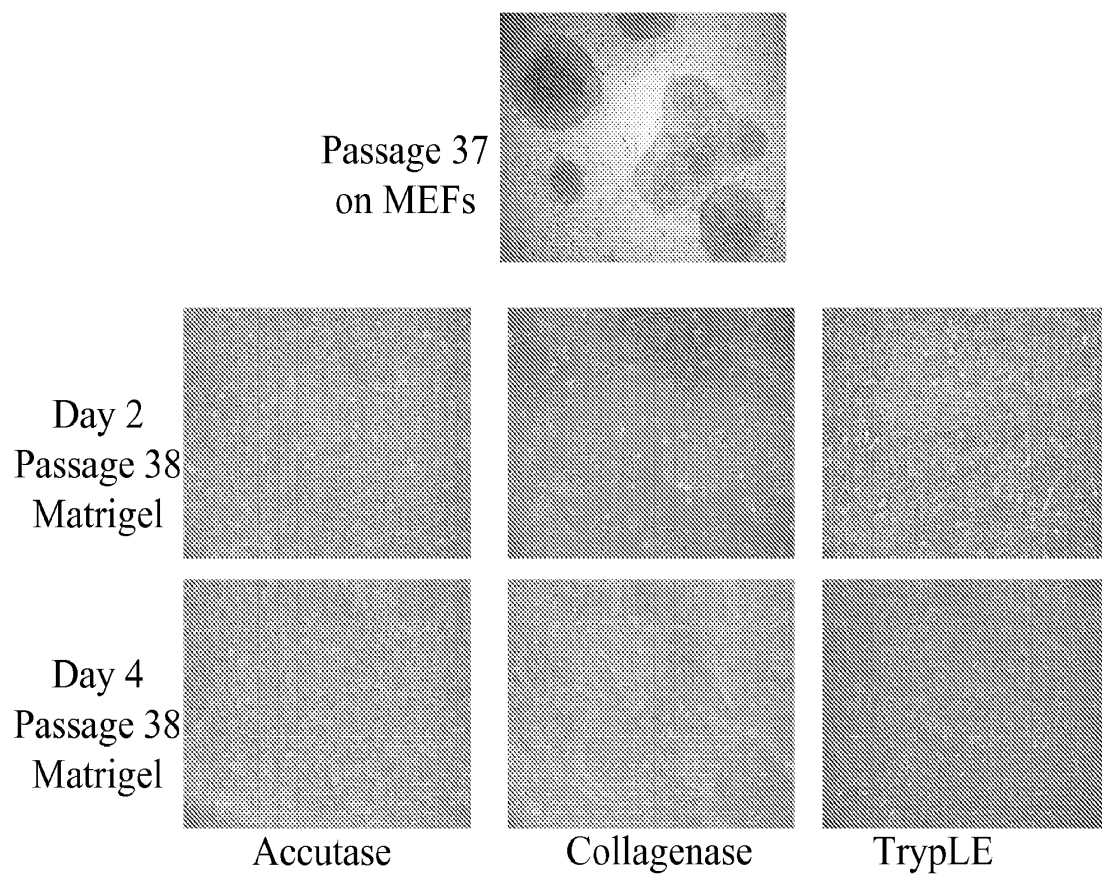 Passage 37
on MEFs
Day 2
Passage 38
Matrigel
Day 4
Passage 38
Matrigel
Accutase
Collagenase
TrypLE